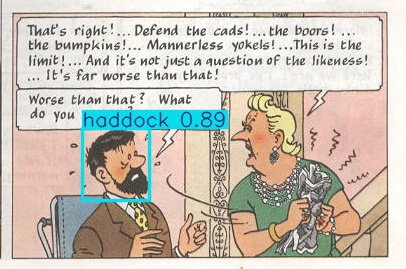 That's right!... Defend the cads!...the boors!...
the bumpkins!... Mannerless yokels!...This is the
limit!... And it's not just a question of the likeness!
... It's far worse than that!
Worse than that? What
do you
haddock 0.89